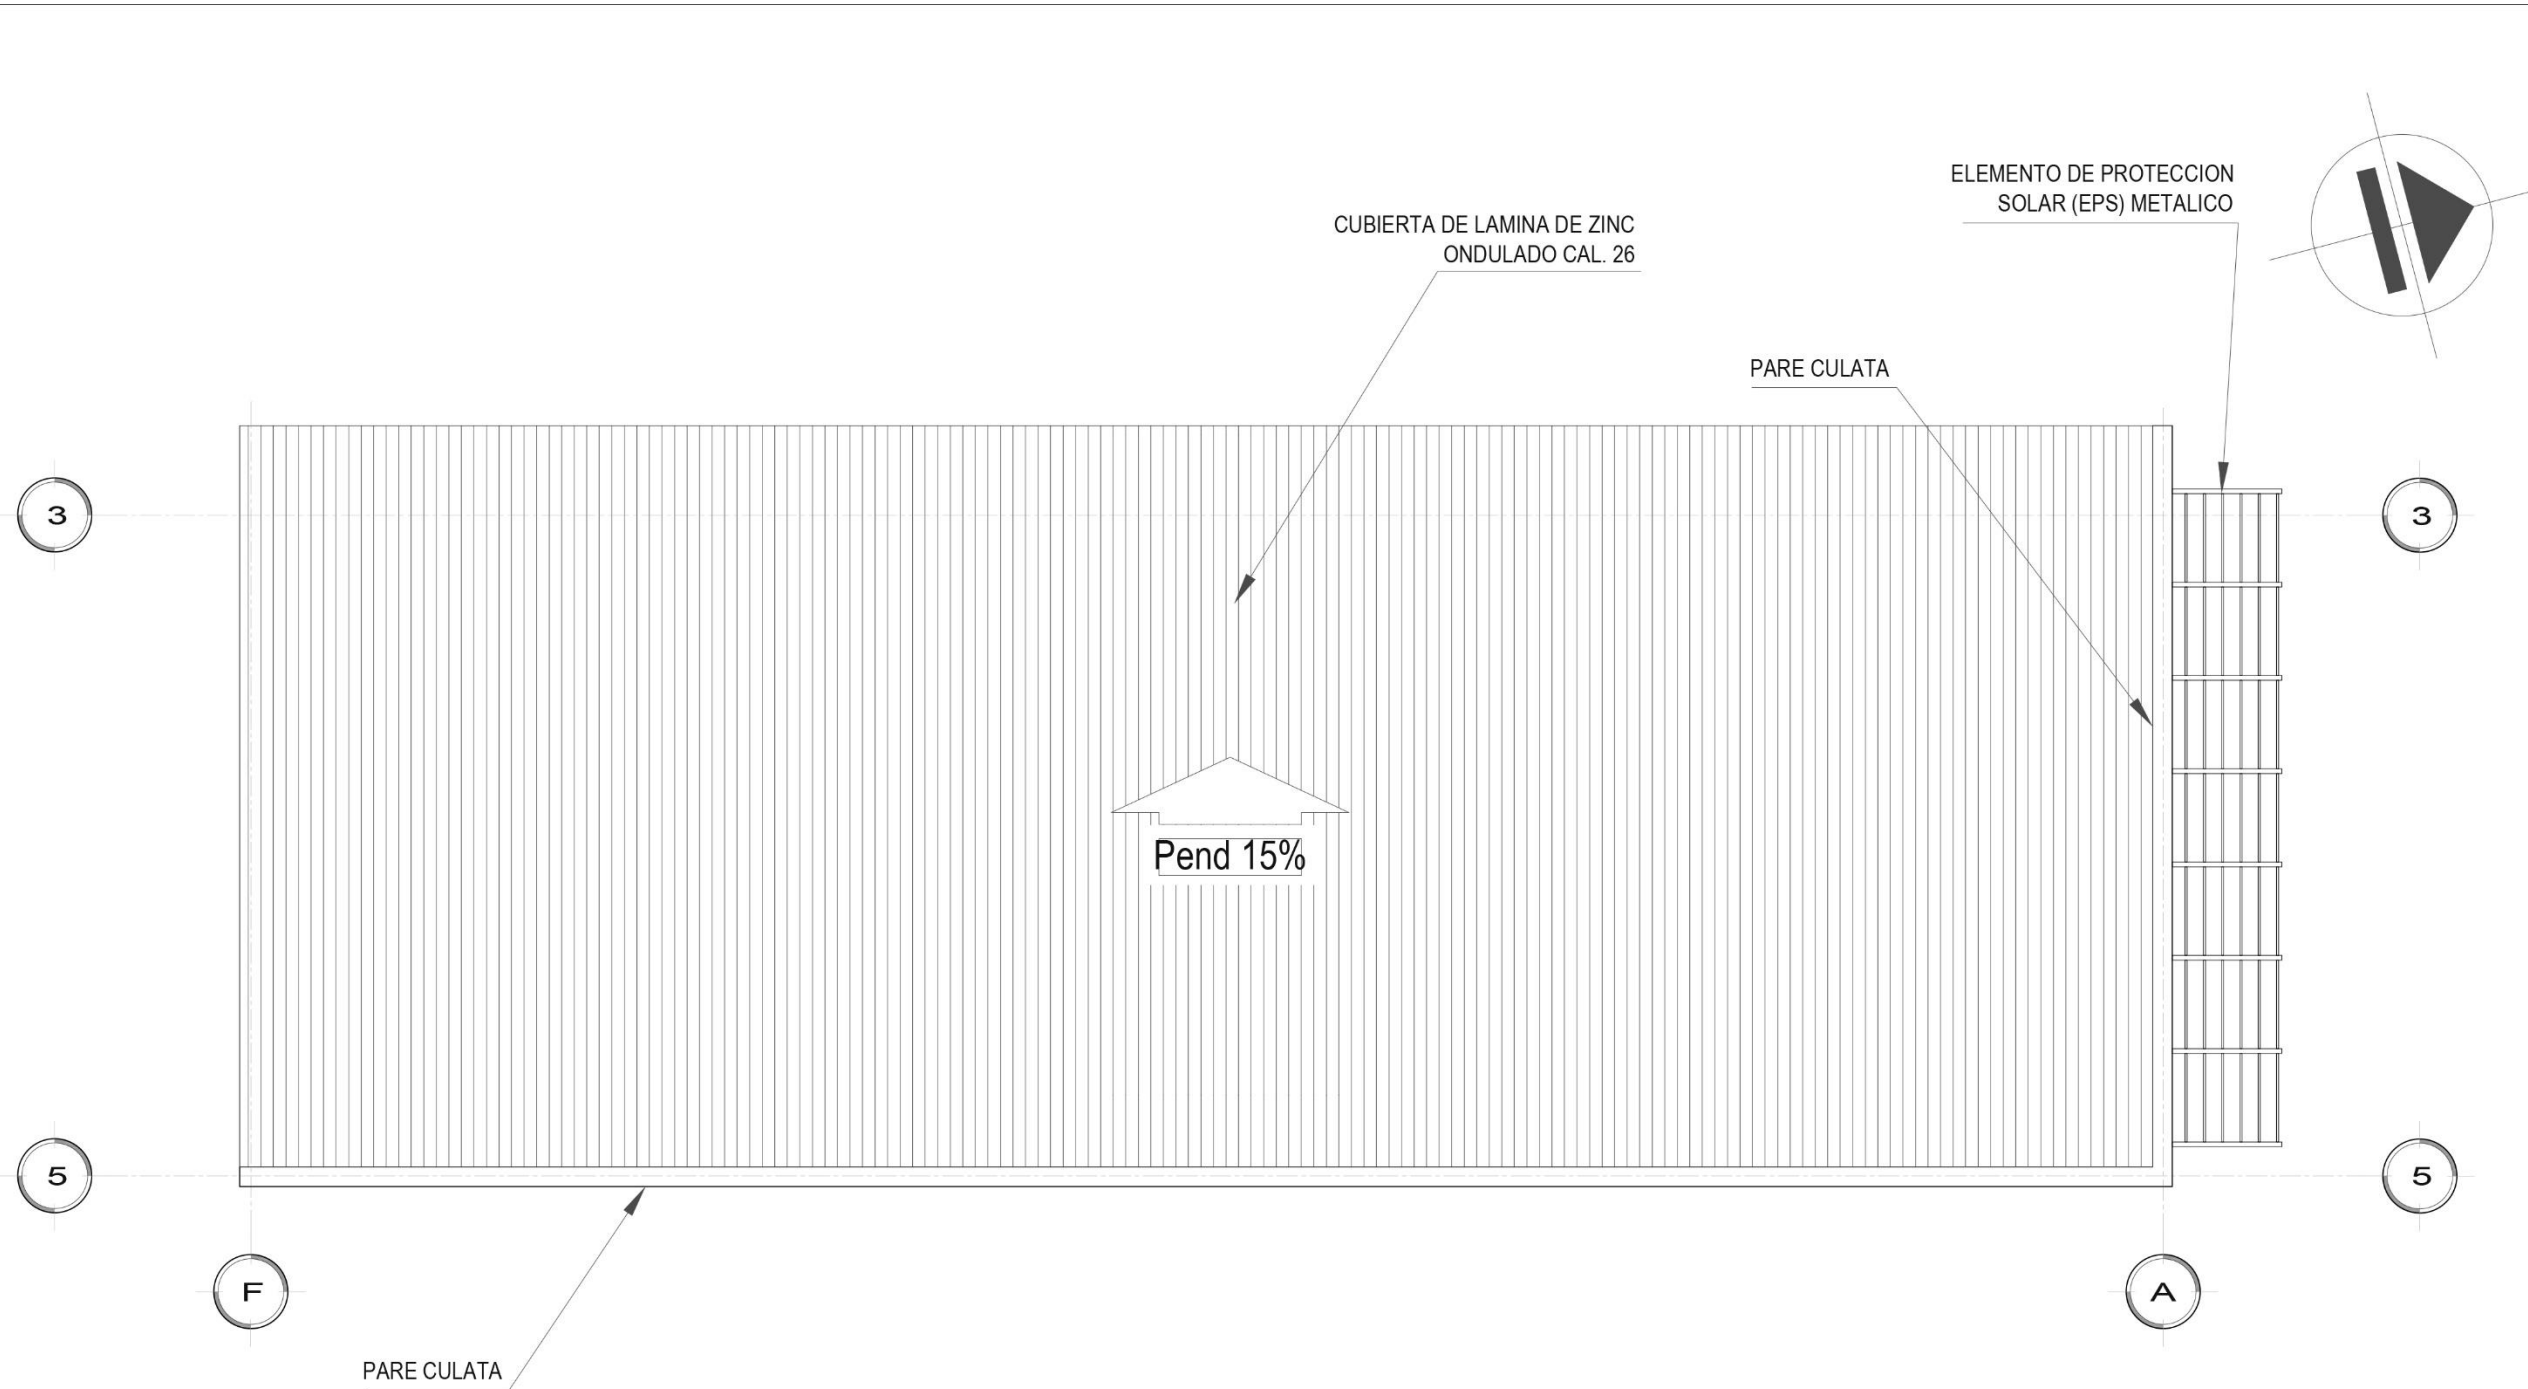 ELEMENTO DE PROTECCION
SOLAR (EPS) METALICO
CUBIERTA DE LAMINA DE ZINC
ONDULADO CAL. 26
PARE CULATA
3
3
Pend 15%
5
5
F
A
PARE CULATA